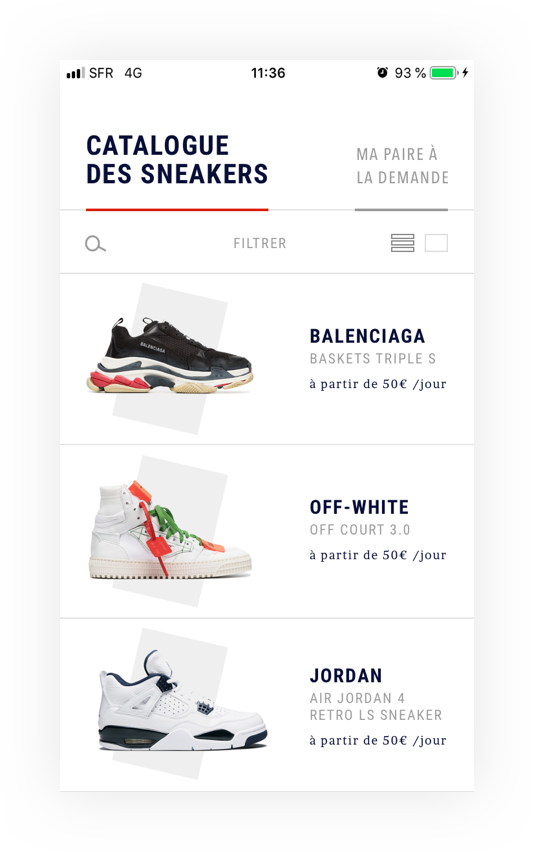 SFR 4G 11:36 93 %
CATALOGUE
DES SNEAKERS
MA PAIRE À
LA DEMANDE
FILTRER
BALENCIAGA
BALENCIAGA
BASKETS TRIPLE S
à partir de 50€ /jour
OFF-WHITE
OFF COURT 3.0
à partir de 50€ /jour
JORDAN
AIR JORDAN 4
RETRO LS SNEAKER
à partir de 50€ /jour